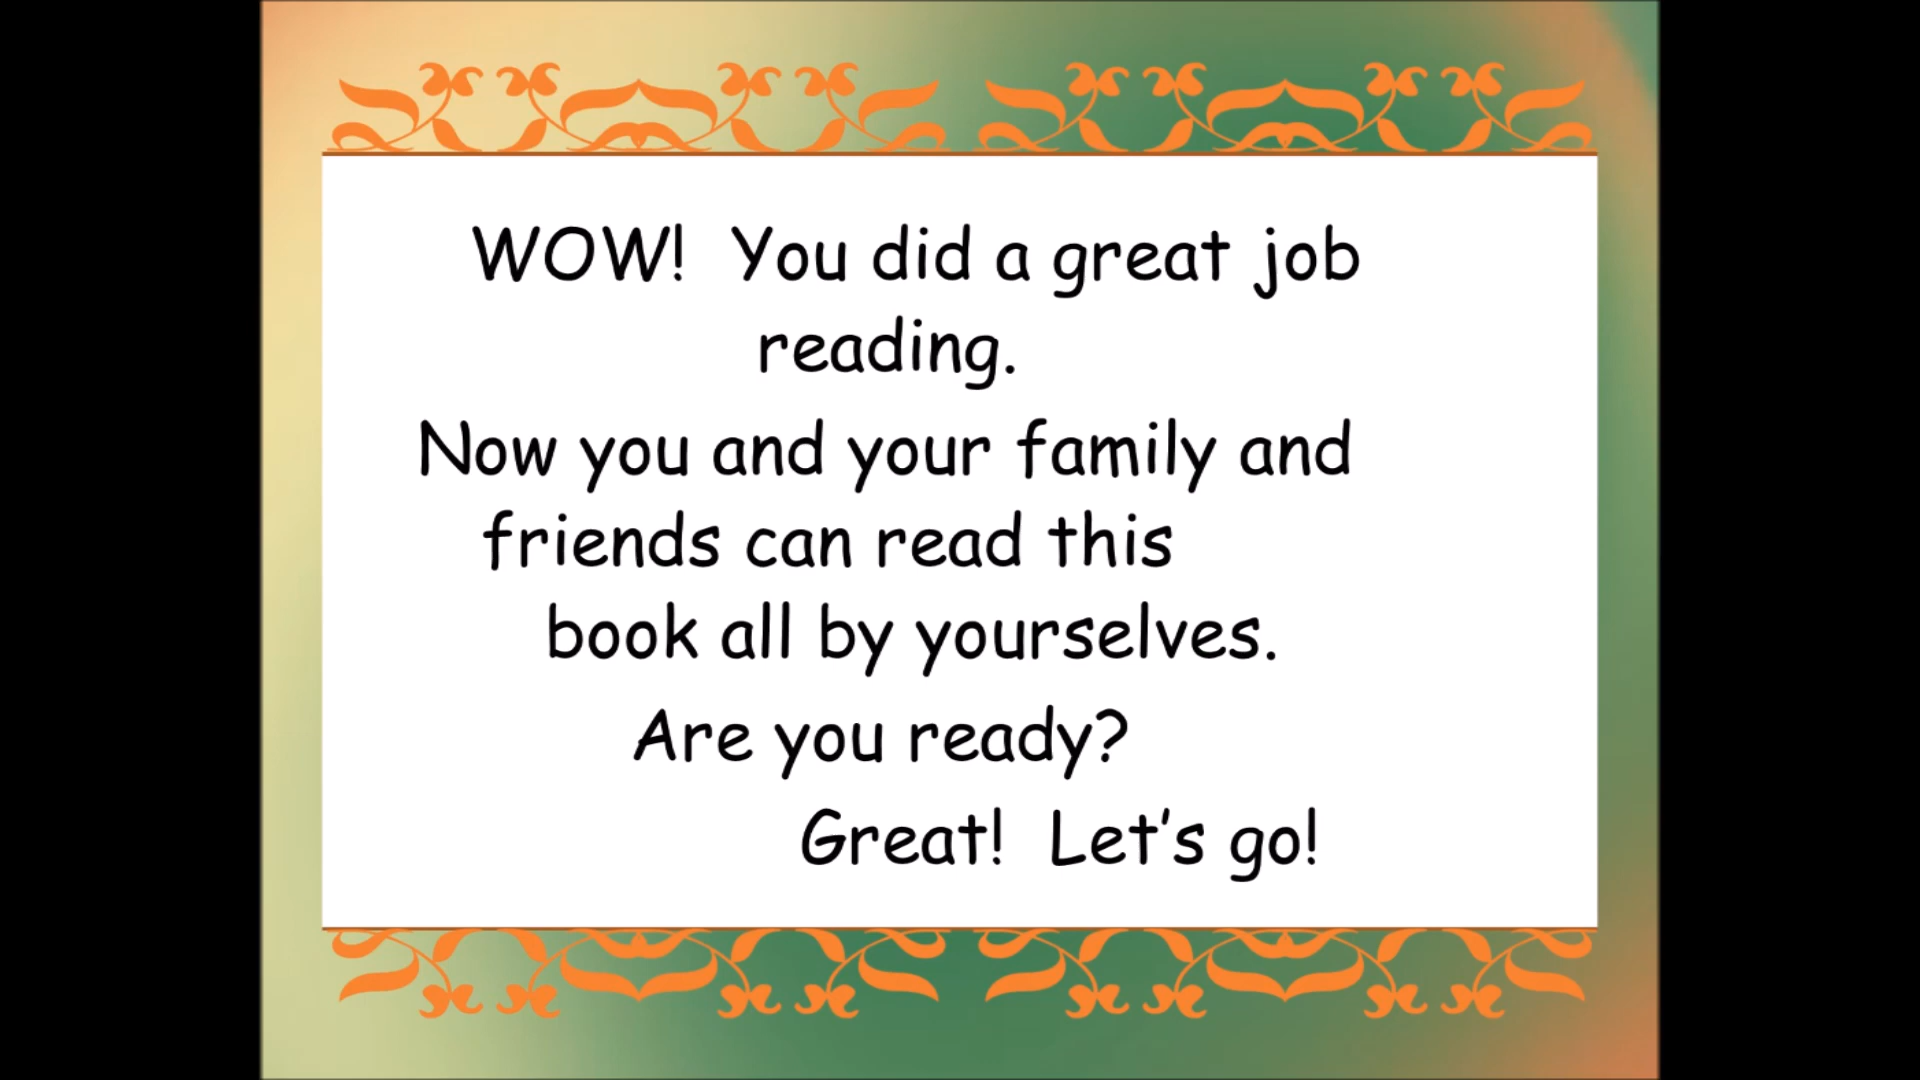 WOW!  You did a great job
reading.
Now you and your family and
friends can read this
book all by yourselves.
Are you ready?
Great!  Let’s go!